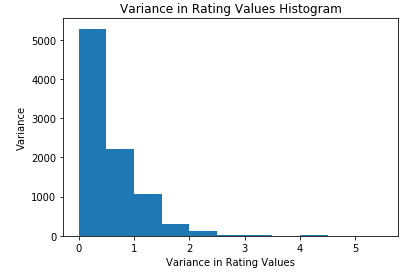 Variance in Rating Values Histogram
5000
4000
3000
2000
1000
0
Variance
0 1 2 3 4 5
Variance in Rating Values